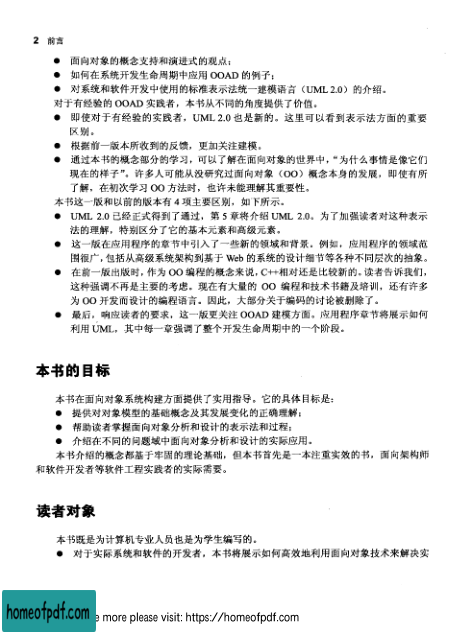 2 前言
● 面向对象的概念支持和演进式的观点；
● 如何在系统开发生命周期中应用 OOAD 的例子；
● 对系统和软件开发中使用的标准表示法统一建模语言（UML 2.0）的介绍。
对于有经验的 OOAD 实践者，本书从不同的角度提供了价值。
● 即使对于有经验的实践者，UML 2.0 也是新的。这里可以看到表示法方面的重要
区别。
● 根据前一版本所收到的反馈，更加关注建模。
● 通过本书的概念部分的学习，可以了解在面向对象的世界中，“为什么事情是像它们
现在的样子”。许多人可能从没研究过面向对象（OO）概念本身的发展，即使有所
了解，在初次学习 OO 方法时，也许未能理解其重要性。
本书这一版和以前的版本有 4 项主要区别，如下所示。
● UML 2.0 已经正式得到了通过，第 5 章将介绍 UML 2.0。为了加强读者对这种表示
法的理解，特别区分了它的基本元素和高级元素。
● 这一版在应用程序的章节中引入了一些新的领域和背景。例如，应用程序的领域范
围很广，包括从高级系统架构到基于 Web 的系统的设计细节等各种不同层次的抽象。
● 在前一版出版时，作为 OO 编程的概念来说，C++相对还是比较新的。读者告诉我们，
这种强调不再是主要的考虑。现在有大量的 OO 编程和技术书籍及培训，还有许多
为 OO 开发而设计的编程语言。因此，大部分关于编码的讨论被删除了。
● 最后，响应读者的要求，这一版更关注 OOAD 建模方面。应用程序章节将展示如何
利用 UML，其中每一章强调了整个开发生命周期中的一个阶段。
本书的目标
本书在面向对象系统构建方面提供了实用指导。它的具体目标是：
● 提供对对象模型的基础概念及其发展变化的正确理解；
● 帮助读者掌握面向对象分析和设计的表示法和过程；
● 介绍在不同的问题域中面向对象分析和设计的实际应用。
本书介绍的概念都基于牢固的理论基础，但本书首先是一本注重实效的书，面向架构师
和软件开发者等软件工程实践者的实际需要。
读者对象
本书既是为计算机专业人员也是为学生编写的。
● 对于实际系统和软件的开发者，本书将展示如何高效地利用面向对象技术来解决实
homeofpdf.com
e more please visit: https://homeofpdf.com